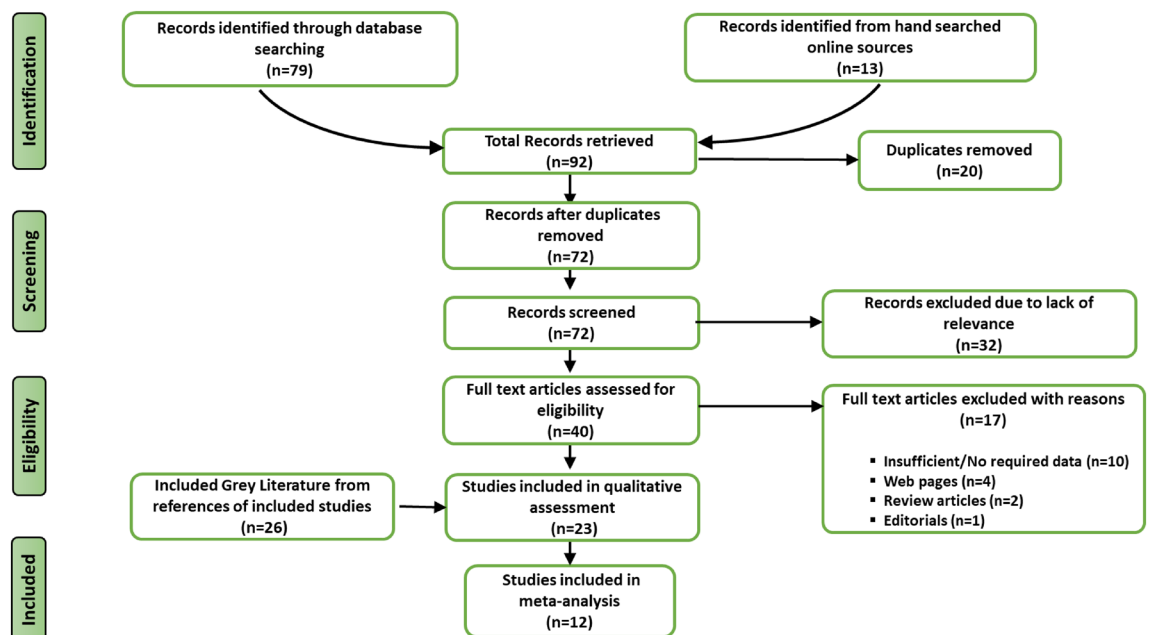 Identification
Records identified through database
searching
(n=79)
Records identified from hand searched
online sources
(n=13)
Total Records retrieved
(n=92)
Duplicates removed
(n=20)
Screening
Records after duplicates
removed
(n=72)
Records screened
(n=72)
Records excluded due to lack of
relevance
(n=32)
Eligibility
Full text articles assessed for
eligibility
(n=40)
Full text articles excluded with reasons
(n=17)
▪ Insufficient/No required data (n=10)
▪ Web pages (n=4)
▪ Review articles (n=2)
▪ Editorials (n=1)
Included Grey Literature from
references of included studies
(n=26)
Studies included in qualitative
assessment
(n=23)
Included
Studies included in
meta-analysis
(n=12)